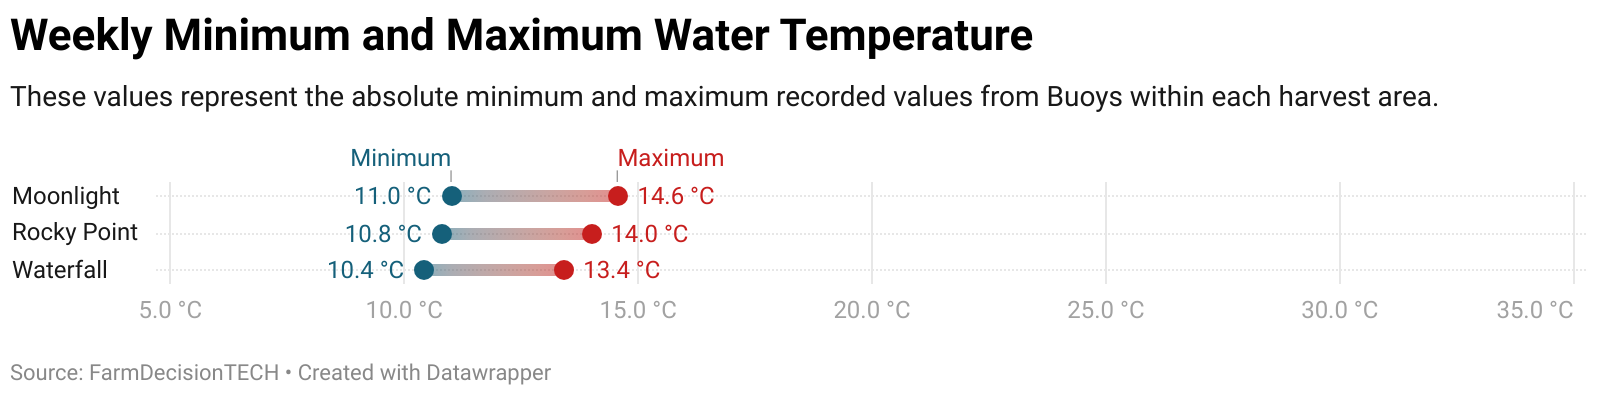 Weekly Minimum and Maximum Water Temperature
These values represent the absolute minimum and maximum recorded values from Buoys within each harvest area.
Minimum Maximum
Moonlight 11.0 °C 14.6 °C
Rocky Point 10.8 °C 14.0 °C
Waterfall 10.4 °C 13.4 °C
5.0 °C 10.0 °C 15.0 °C 20.0 °C 25.0 °C 30.0 °C 35.0 °C
Source: FarmDecisionTECH • Created with Datawrapper